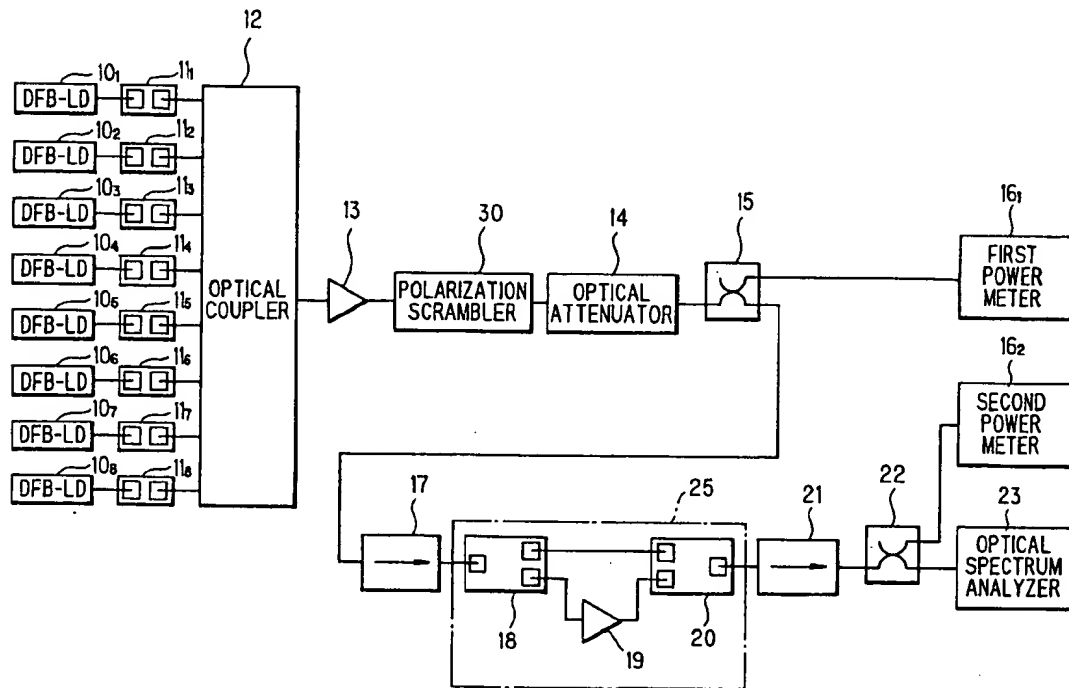 12
10₁ 11₁
DFB-LD
10₂ 11₂
DFB-LD
10₃ 11₃
DFB-LD
10₄ 11₄
DFB-LD
10₅ 11₅
DFB-LD
10₆ 11₆
DFB-LD
10₇ 11₇
DFB-LD
10₈ 11₈
DFB-LD
OPTICAL
COUPLER
13
30
POLARIZATION
SCRAMBLER
14
OPTICAL
ATTENUATOR
15
16₁
FIRST
POWER
METER
16₂
SECOND
POWER
METER
17
25
18
19
20
21
22
23
OPTICAL
SPECTRUM
ANALYZER